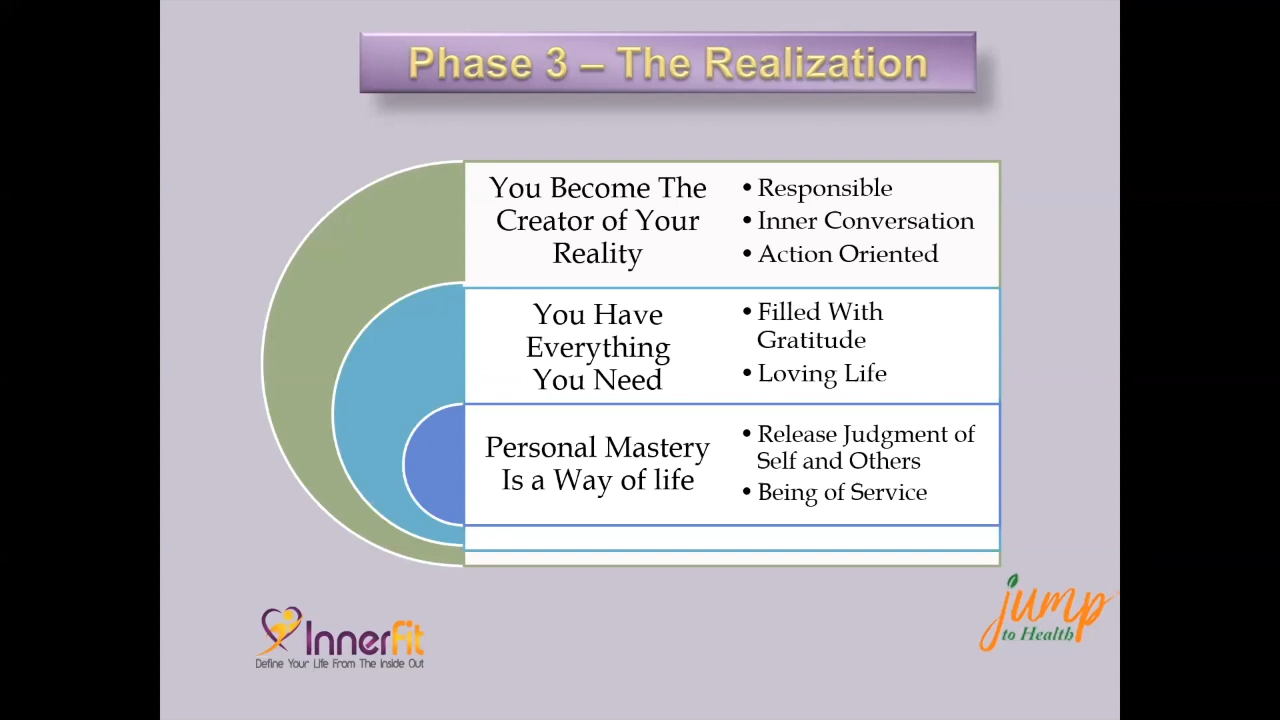 Phase 3 – The Realization
You Become The
Creator of Your
Reality
• Responsible
• Inner Conversation
• Action Oriented
You Have
Everything
You Need
• Filled With
Gratitude
• Loving Life
Personal Mastery
Is a Way of life
• Release Judgment of
Self and Others
• Being of Service
InnerFit
Define Your Life From The Inside Out
jump
to Health